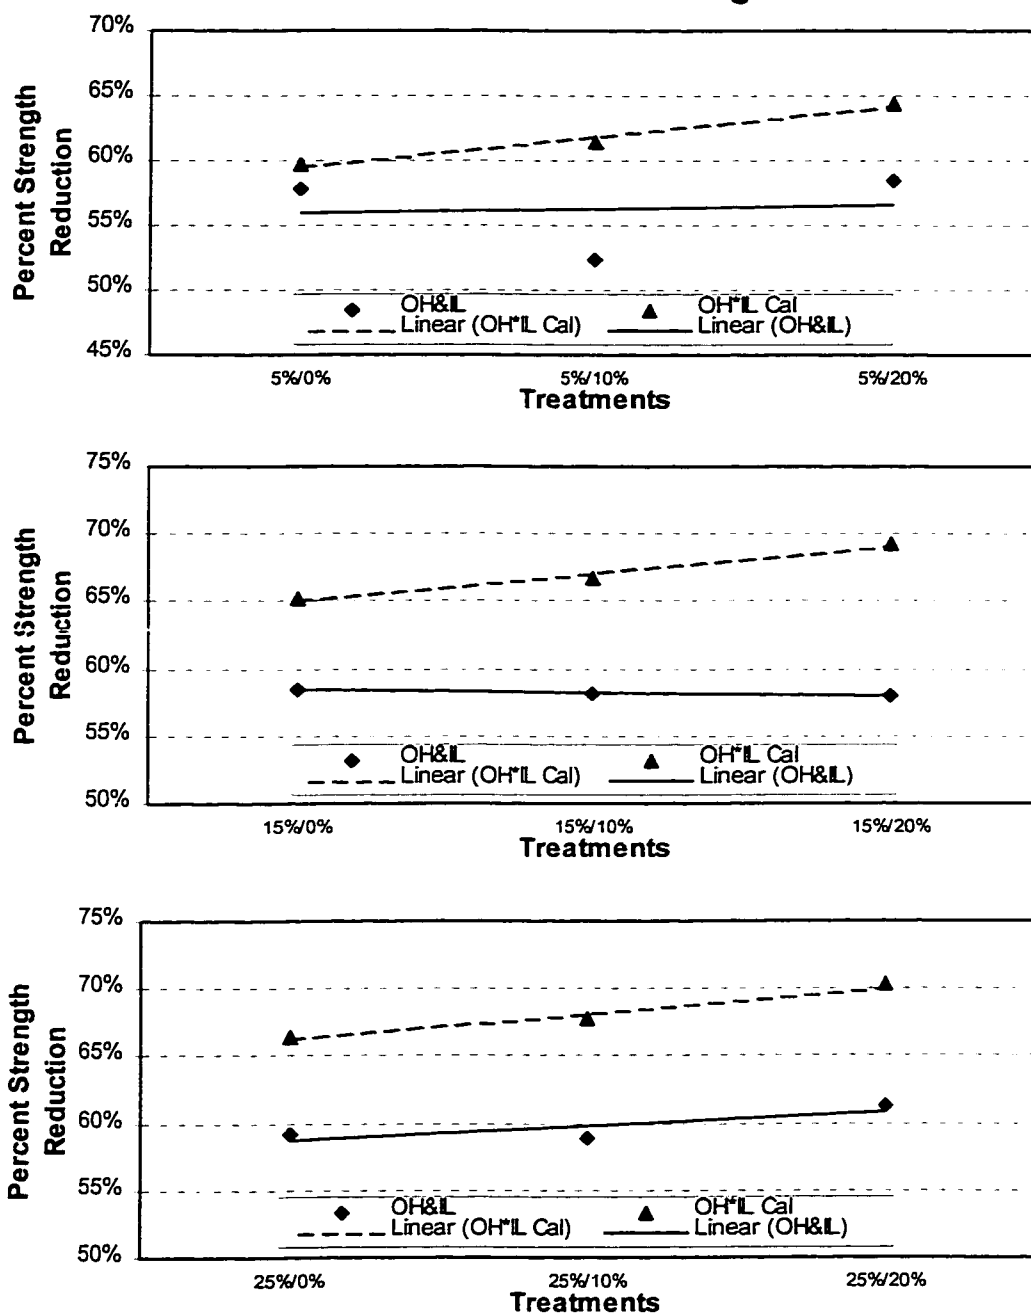 70%
65%
60%
55%
50%
45%
Percent Strength
Reduction
OH&IL OH*IL Cal
Linear (OH*IL Cal) Linear (OH&IL)
5%/0% 5%/10% 5%/20%
Treatments
75%
70%
65%
60%
55%
50%
Percent Strength
Reduction
OH&IL OH*IL Cal
Linear (OH*IL Cal) Linear (OH&IL)
15%/0% 15%/10% 15%/20%
Treatments
75%
70%
65%
60%
55%
50%
Percent Strength
Reduction
OH&IL OH*IL Cal
Linear (OH*IL Cal) Linear (OH&IL)
25%/0% 25%/10% 25%/20%
Treatments